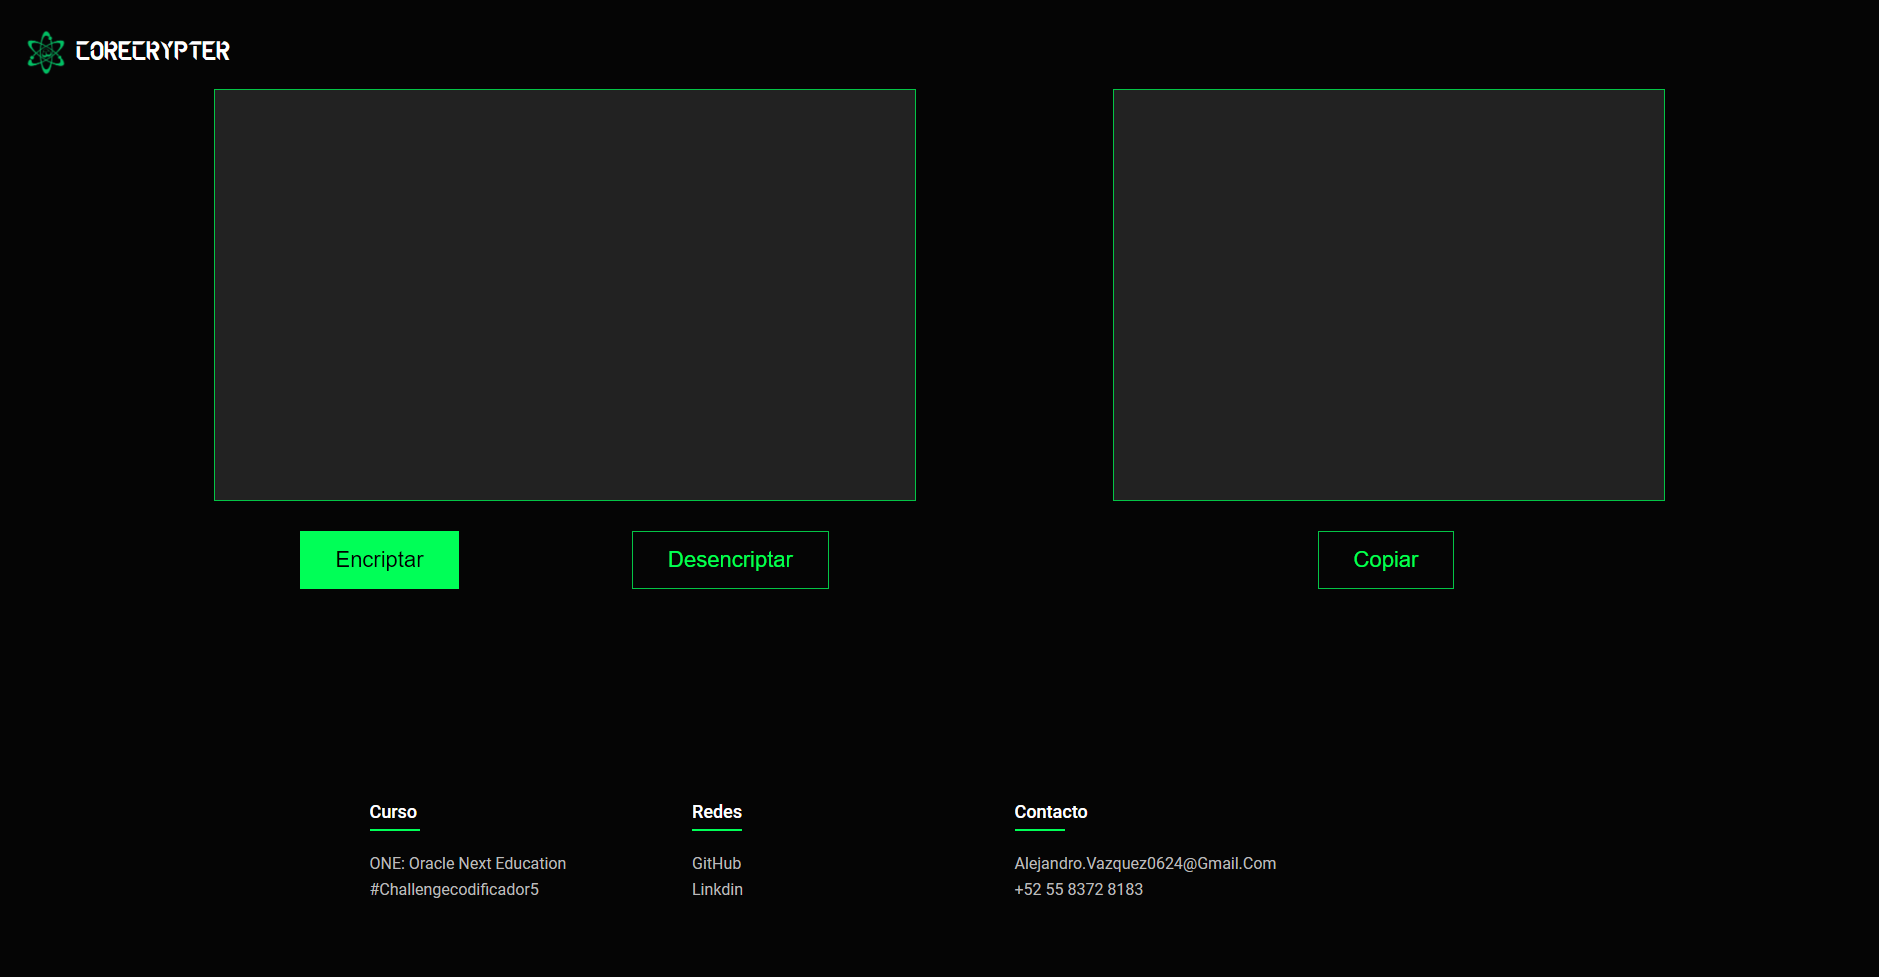 CORECRYPTER
Encriptar
Desencriptar
Copiar
Curso
ONE: Oracle Next Education
#Challengecodificador5
Redes
GitHub
Linkdin
Contacto
Alejandro.Vazquez0624@Gmail.Com
+52 55 8372 8183